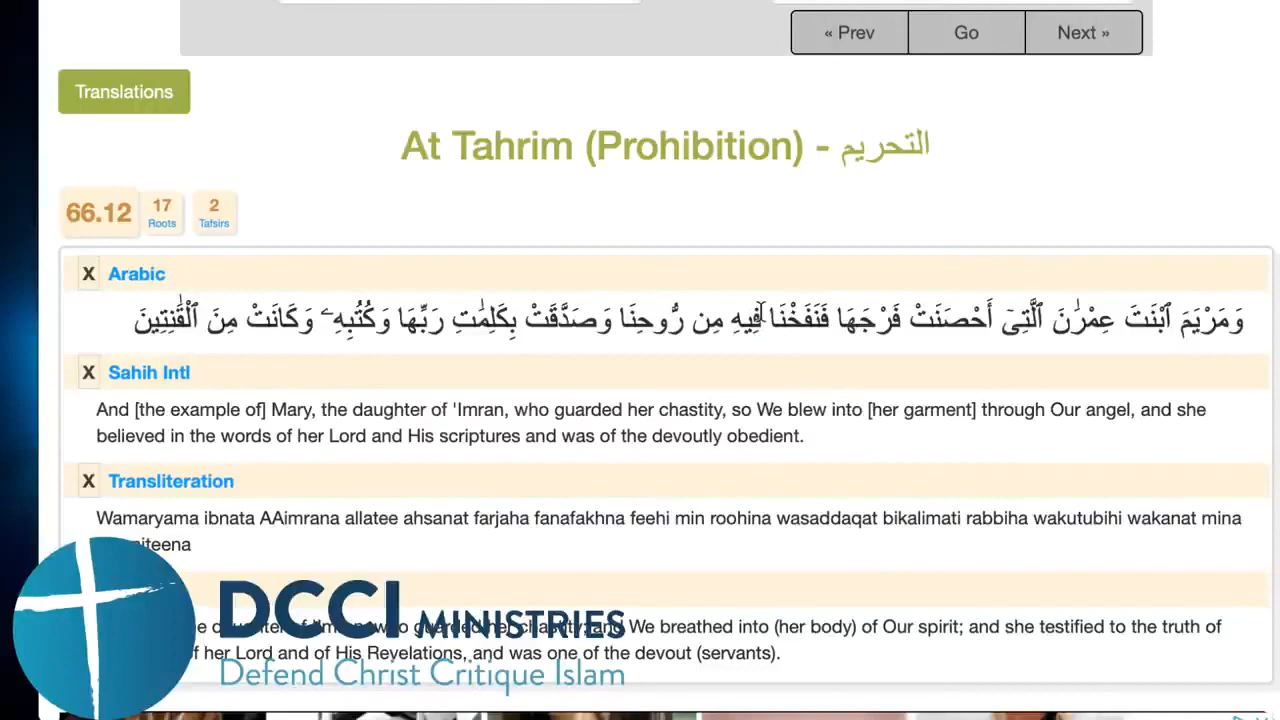 « Prev Go Next »
Translations
At Tahrim (Prohibition) - التحريم
66.12 17 Roots 2 Tafsirs
X Arabic
وَمَرْيَمَ ٱبْنَتَ عِمْرَٰنَ ٱلَّتِىٓ أَحْصَنَتْ فَرْجَهَا فَنَفَخْنَا فِيهِ مِن رُّوحِنَا وَصَدَّقَتْ بِكَلِمَٰتِ رَبِّهَا وَكُتُبِهِۦ وَكَانَتْ مِنَ ٱلْقَٰنِتِينَ
X Sahih Intl
And [the example of] Mary, the daughter of 'Imran, who guarded her chastity, so We blew into [her garment] through Our angel, and she
believed in the words of her Lord and His scriptures and was of the devoutly obedient.
X Transliteration
Wamaryama ibnata AAimrana allatee ahsanat farjaha fanafakhna feehi min roohina wasaddaqat bikalimati rabbiha wakutubihi wakanat mina
DCCI MINISTRIES
We breathed into (her body) of Our spirit; and she testified to the truth of
her Lord and of His Revelations, and was one of the devout (servants).
Defend Christ Critique Islam